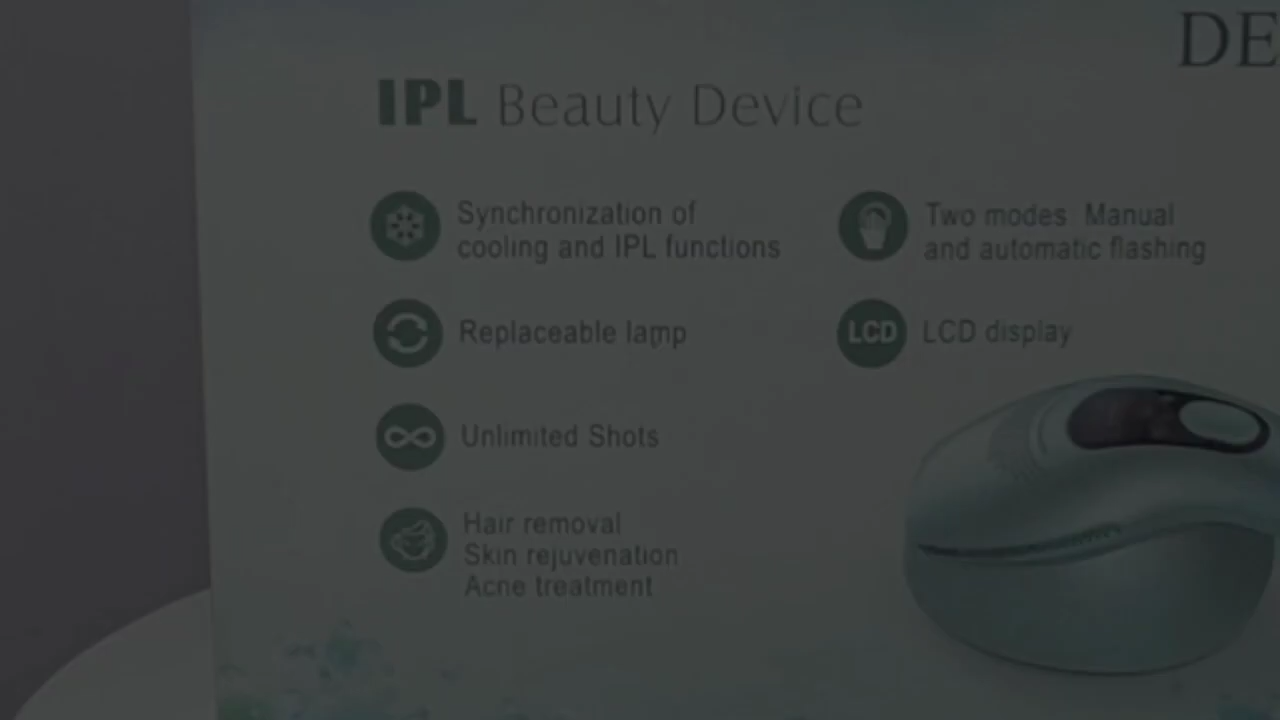 DE
IPL Beauty Device
Synchronization of
cooling and IPL functions
Two modes Manual
and automatic flashing
Replaceable lamp
LCD LCD display
Unlimited Shots
Hair removal
Skin rejuvenation
Acne treatment